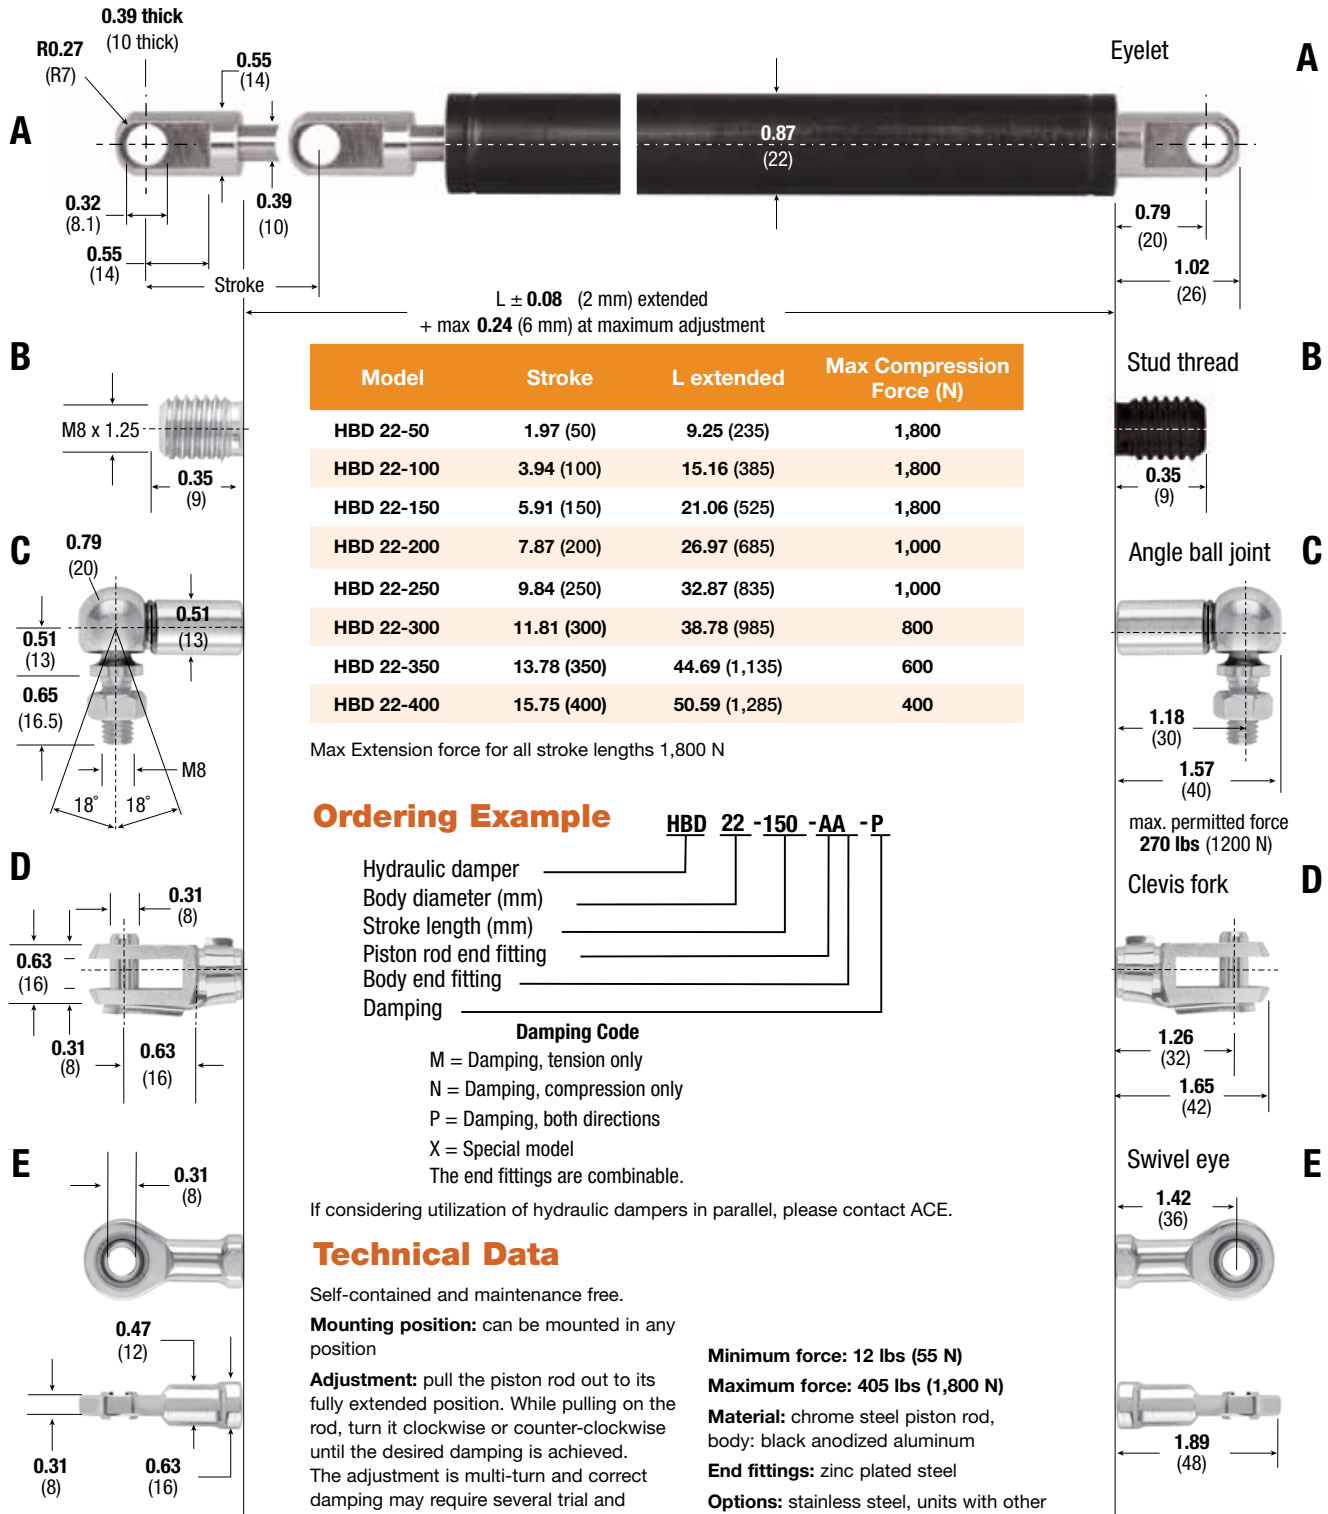 0.39 thick
(10 thick)
R0.27
(R7)
0.55
(14)
Eyelet
A
A
0.87
(22)
0.32
(8.1)
0.39
(10)
0.55
(14)
Stroke
0.79
(20)
1.02
(26)
L ± 0.08 (2 mm) extended
+ max 0.24 (6 mm) at maximum adjustment
B
Stud thread
B
M8 x 1.25
0.35
(9)
0.35
(9)
Model Stroke L extended Max Compression Force (N)
HBD 22-50 1.97 (50) 9.25 (235) 1,800
HBD 22-100 3.94 (100) 15.16 (385) 1,800
HBD 22-150 5.91 (150) 21.06 (525) 1,800
HBD 22-200 7.87 (200) 26.97 (685) 1,000
HBD 22-250 9.84 (250) 32.87 (835) 1,000
HBD 22-300 11.81 (300) 38.78 (985) 800
HBD 22-350 13.78 (350) 44.69 (1,135) 600
HBD 22-400 15.75 (400) 50.59 (1,285) 400
Max Extension force for all stroke lengths 1,800 N
C
0.79
(20)
0.51
(13)
0.51
(13)
0.65
(16.5)
M8
18°
18°
Angle ball joint
C
1.18
(30)
1.57
(40)
max. permitted force
270 lbs (1200 N)
Ordering Example
HBD 22 -150 -AA -P
Hydraulic damper
Body diameter (mm)
Stroke length (mm)
Piston rod end fitting
Body end fitting
Damping
Damping Code
M = Damping, tension only
N = Damping, compression only
P = Damping, both directions
X = Special model
The end fittings are combinable.
D
0.31
(8)
0.63
(16)
0.31
(8)
0.63
(16)
Clevis fork
D
1.26
(32)
1.65
(42)
E
0.31
(8)
Swivel eye
E
1.42
(36)
If considering utilization of hydraulic dampers in parallel, please contact ACE.
Technical Data
Self-contained and maintenance free.
Mounting position: can be mounted in any
position
Adjustment: pull the piston rod out to its
fully extended position. While pulling on the
rod, turn it clockwise or counter-clockwise
until the desired damping is achieved.
The adjustment is multi-turn and correct
damping may require several trial and
Minimum force: 12 lbs (55 N)
Maximum force: 405 lbs (1,800 N)
Material: chrome steel piston rod,
body: black anodized aluminum
End fittings: zinc plated steel
Options: stainless steel, units with other
0.47
(12)
0.31
(8)
0.63
(16)
1.89
(48)